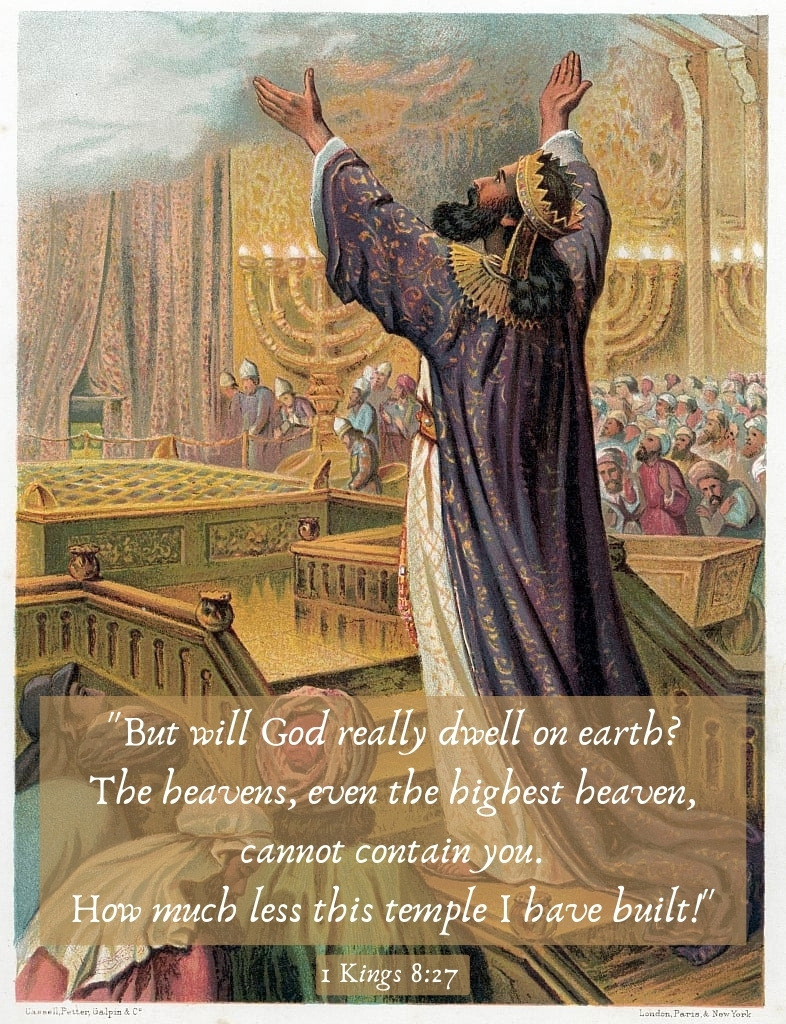 "But will God really dwell on earth?
The heavens, even the highest heaven,
cannot contain you.
How much less this temple I have built!"
1 Kings 8:27
Cassell, Petter, Galpin & Co
London, Paris, & New York.